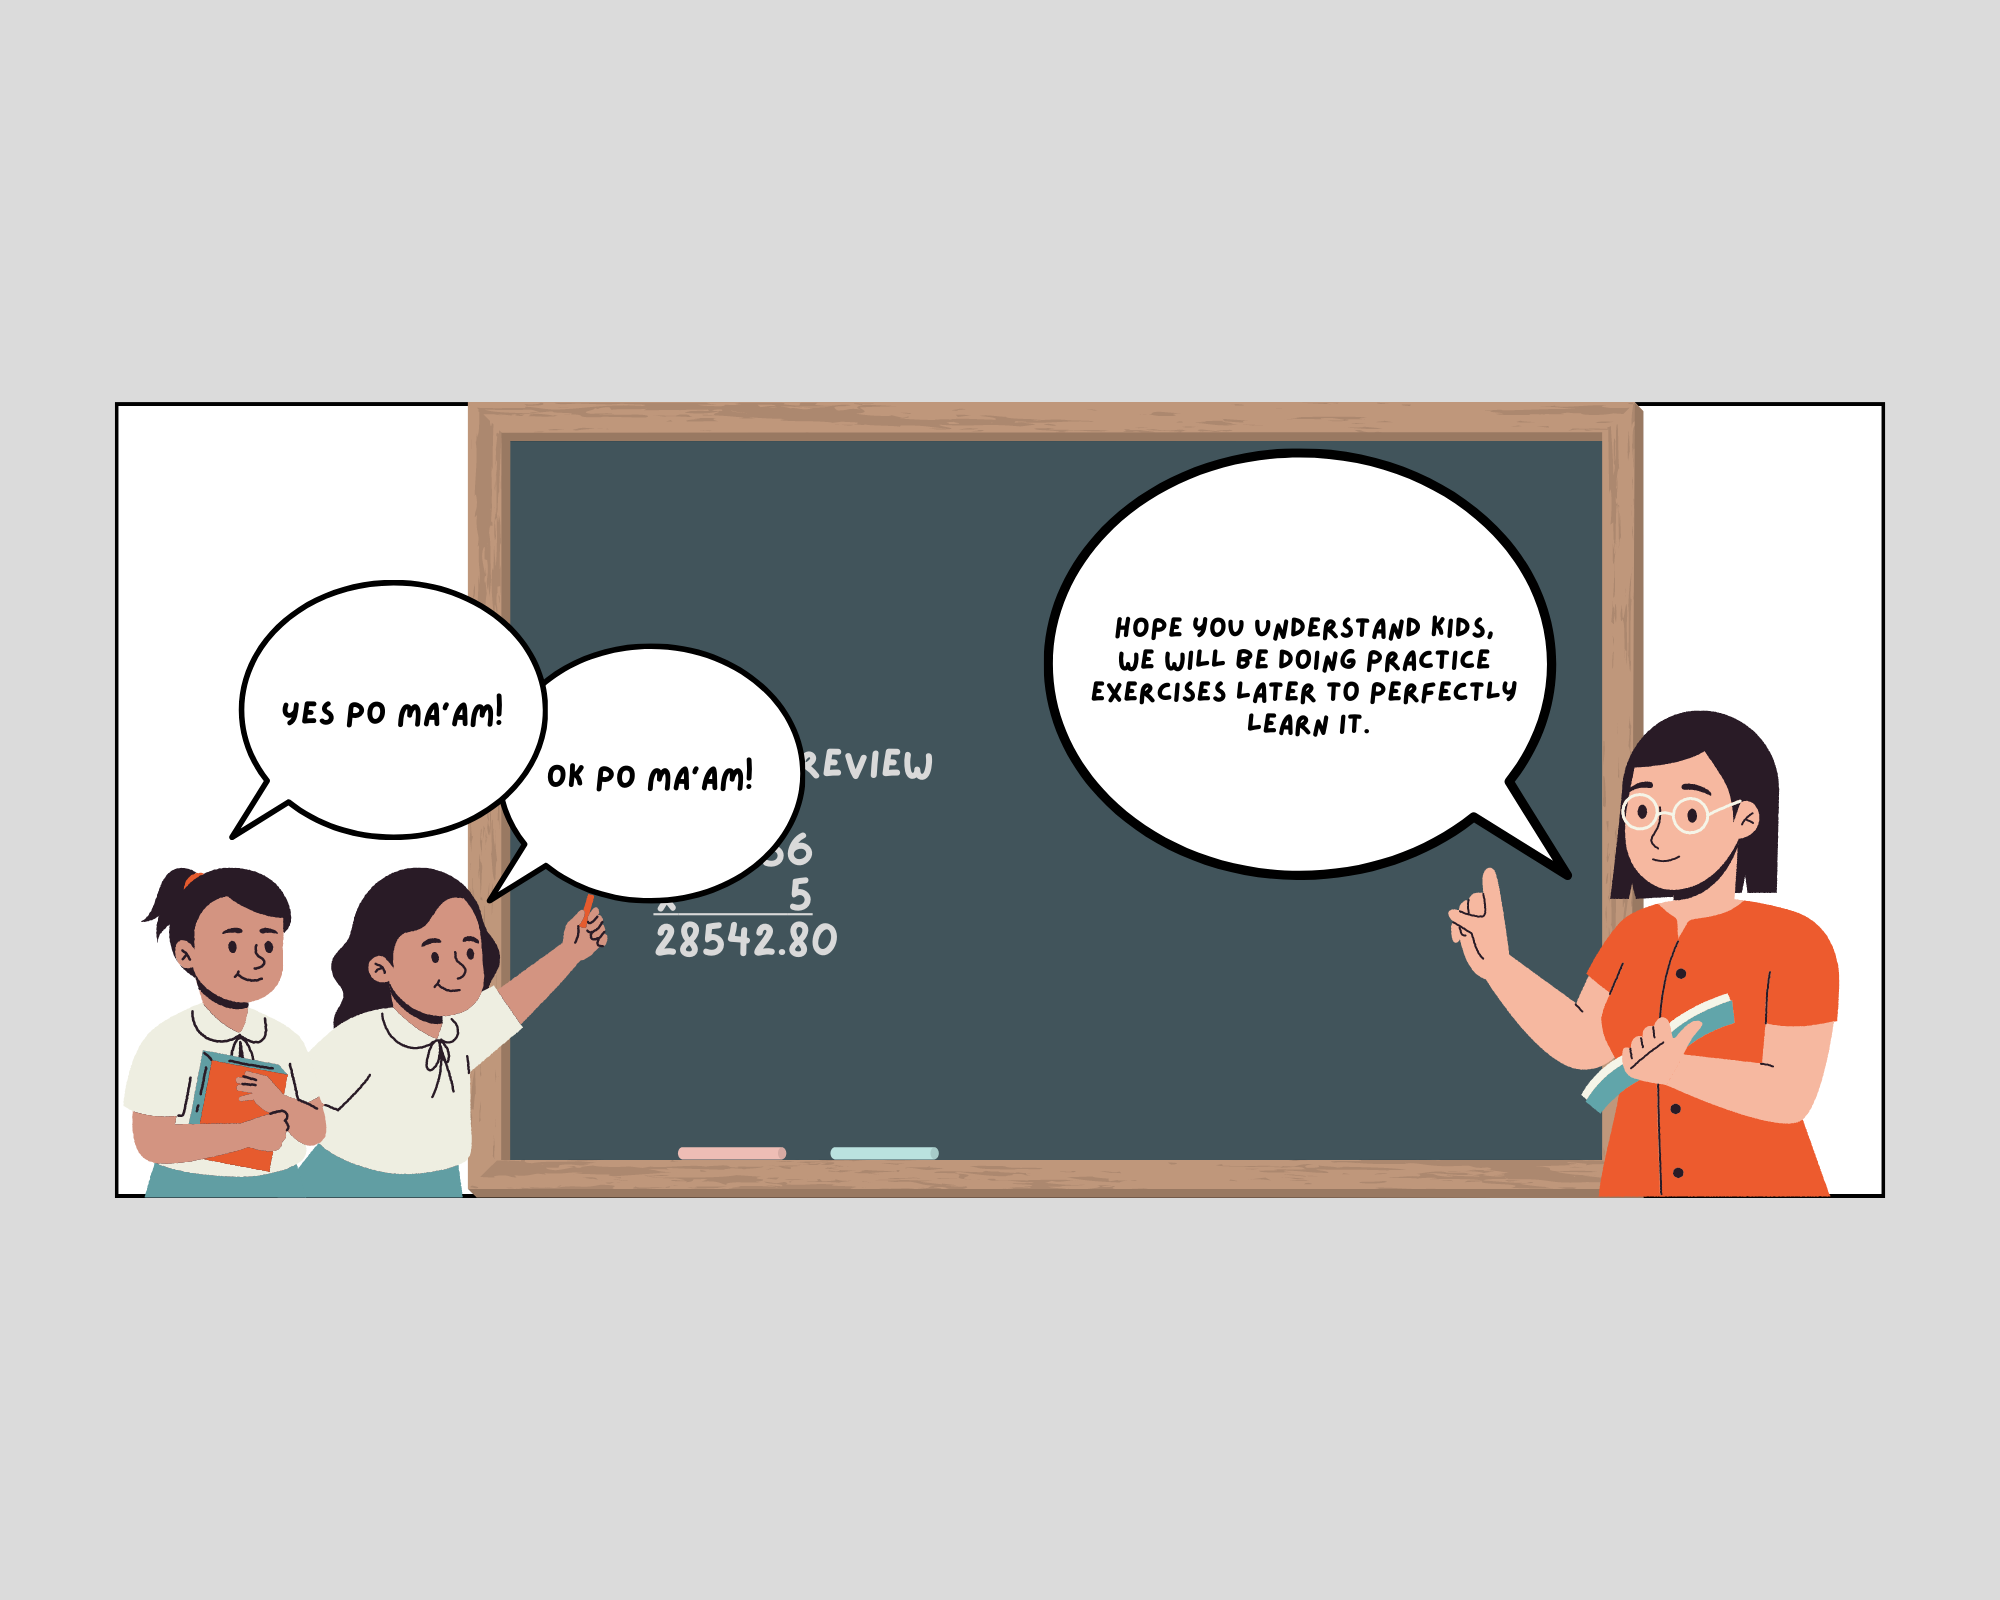 HOPE YOU UNDERSTAND KIDS,
WE WILL BE DOING PRACTICE
EXERCISES LATER TO PERFECTLY
LEARN IT.
YES PO MA'AM!
OK PO MA'AM!
REVIEW
6
5
28542.80